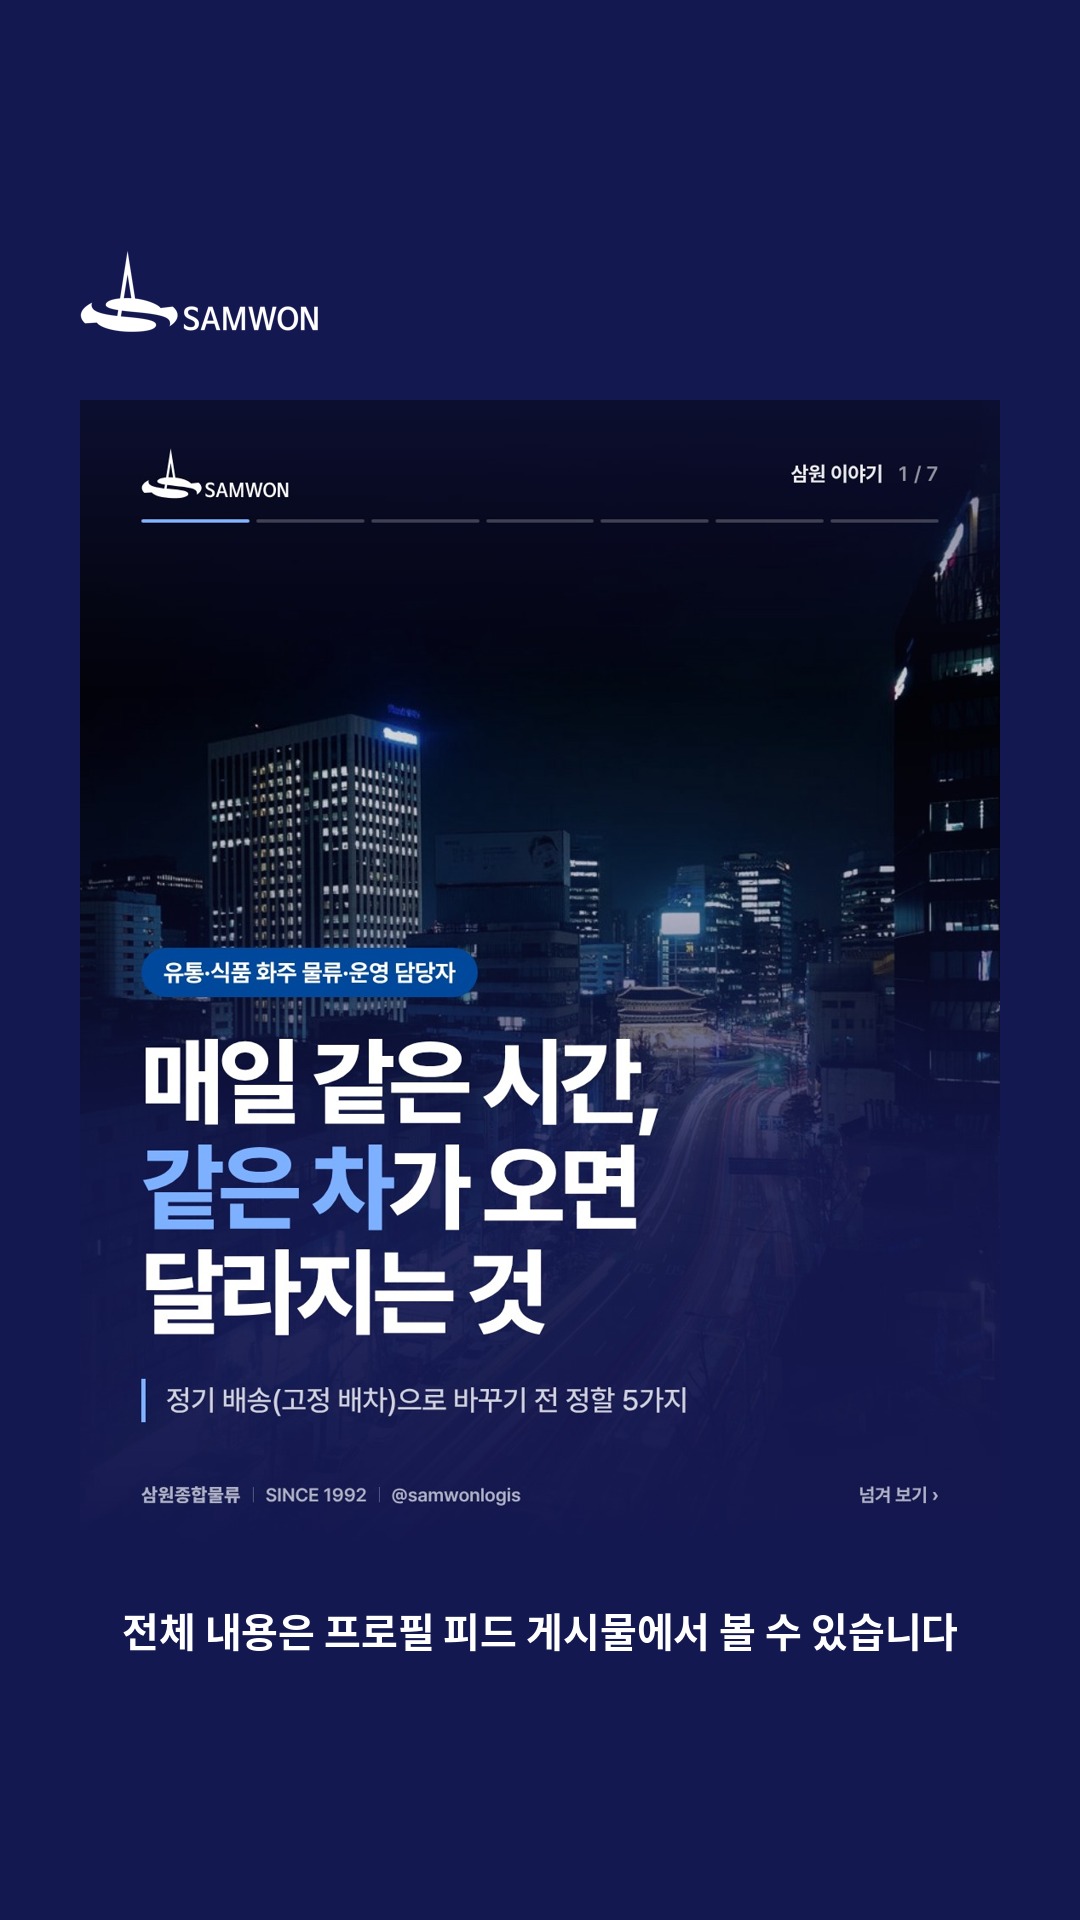 SAMWON
SAMWON
삼원 이야기 1 / 7
유통·식품 화주 물류·운영 담당자
매일 같은 시간,
같은 차가 오면
달라지는 것
정기 배송(고정 배차)으로 바꾸기 전 정할 5가지
삼원종합물류 | SINCE 1992 | @samwonlogis
넘겨 보기 ›
전체 내용은 프로필 피드 게시물에서 볼 수 있습니다